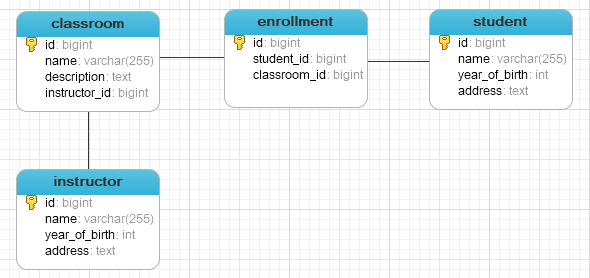 classroom
id: bigint
name: varchar(255)
description: text
instructor_id: bigint
enrollment
id: bigint
student_id: bigint
classroom_id: bigint
student
id: bigint
name: varchar(255)
year_of_birth: int
address: text
instructor
id: bigint
name: varchar(255)
year_of_birth: int
address: text